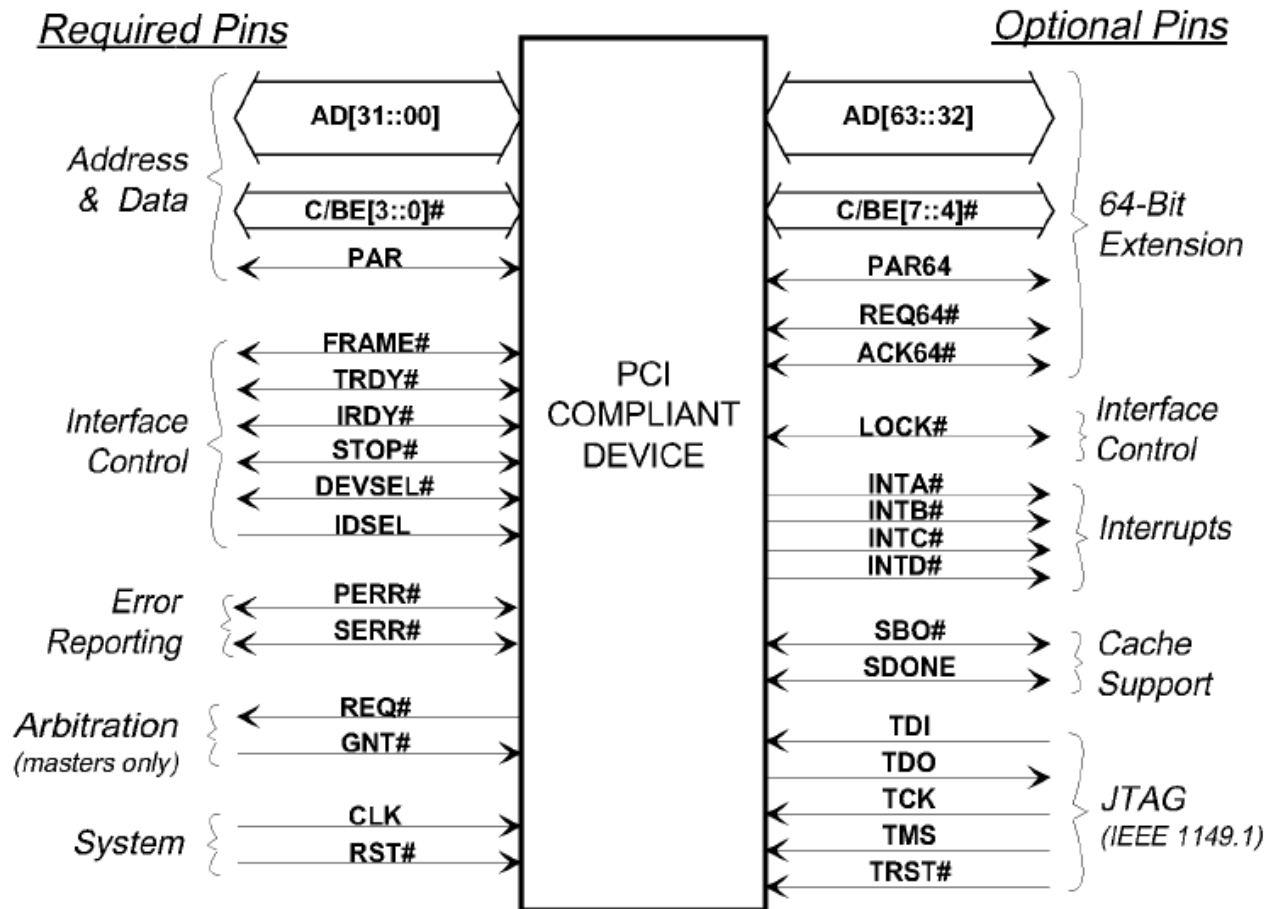 Required Pins
Optional Pins
Address
& Data
AD[31::00]
C/BE[3::0]#
PAR
Interface
Control
FRAME#
TRDY#
IRDY#
STOP#
DEVSEL#
IDSEL
Error
Reporting
PERR#
SERR#
Arbitration
(masters only)
REQ#
GNT#
System
CLK
RST#
PCI
COMPLIANT
DEVICE
AD[63::32]
C/BE[7::4]#
PAR64
REQ64#
ACK64#
64-Bit
Extension
LOCK#
Interface
Control
INTA#
INTB#
INTC#
INTD#
Interrupts
SBO#
SDONE
Cache
Support
TDI
TDO
TCK
TMS
TRST#
JTAG
(IEEE 1149.1)